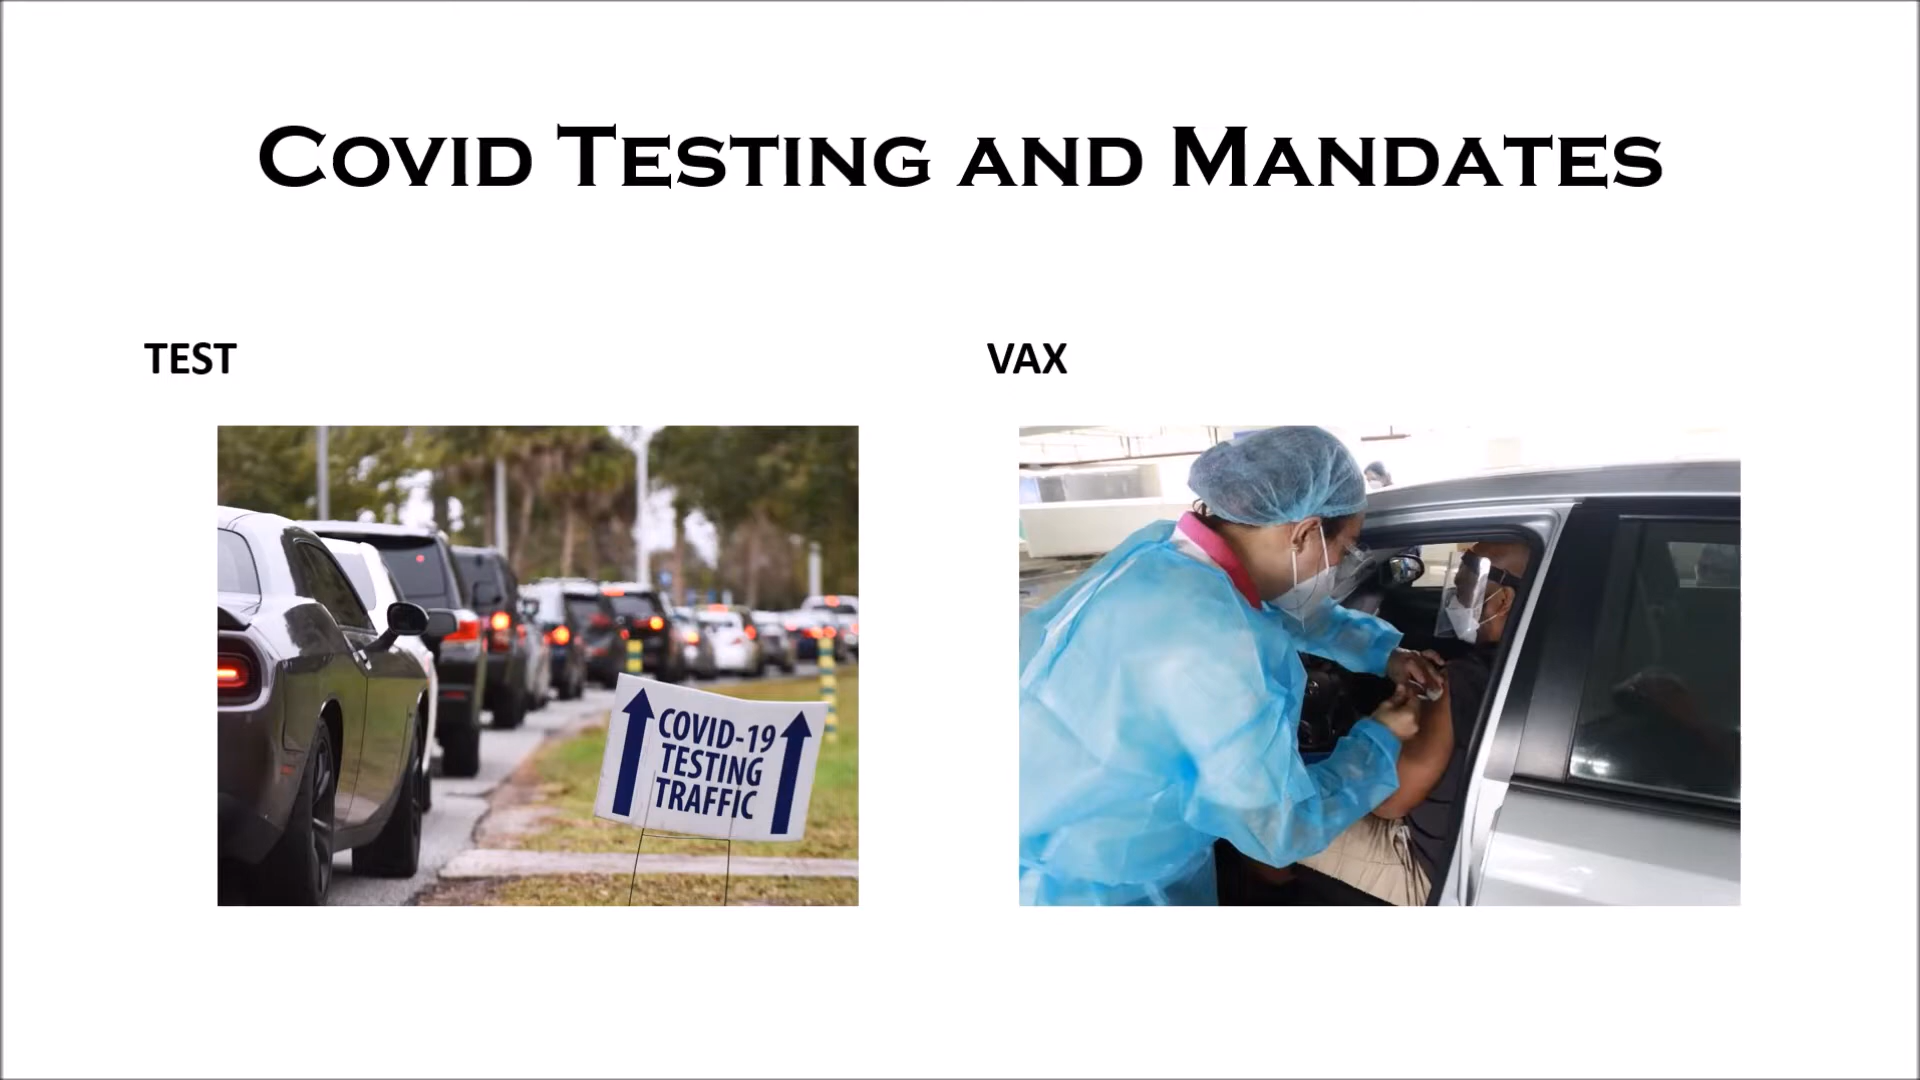 COVID TESTING AND MANDATES
TEST
VAX
COVID-19
TESTING
TRAFFIC